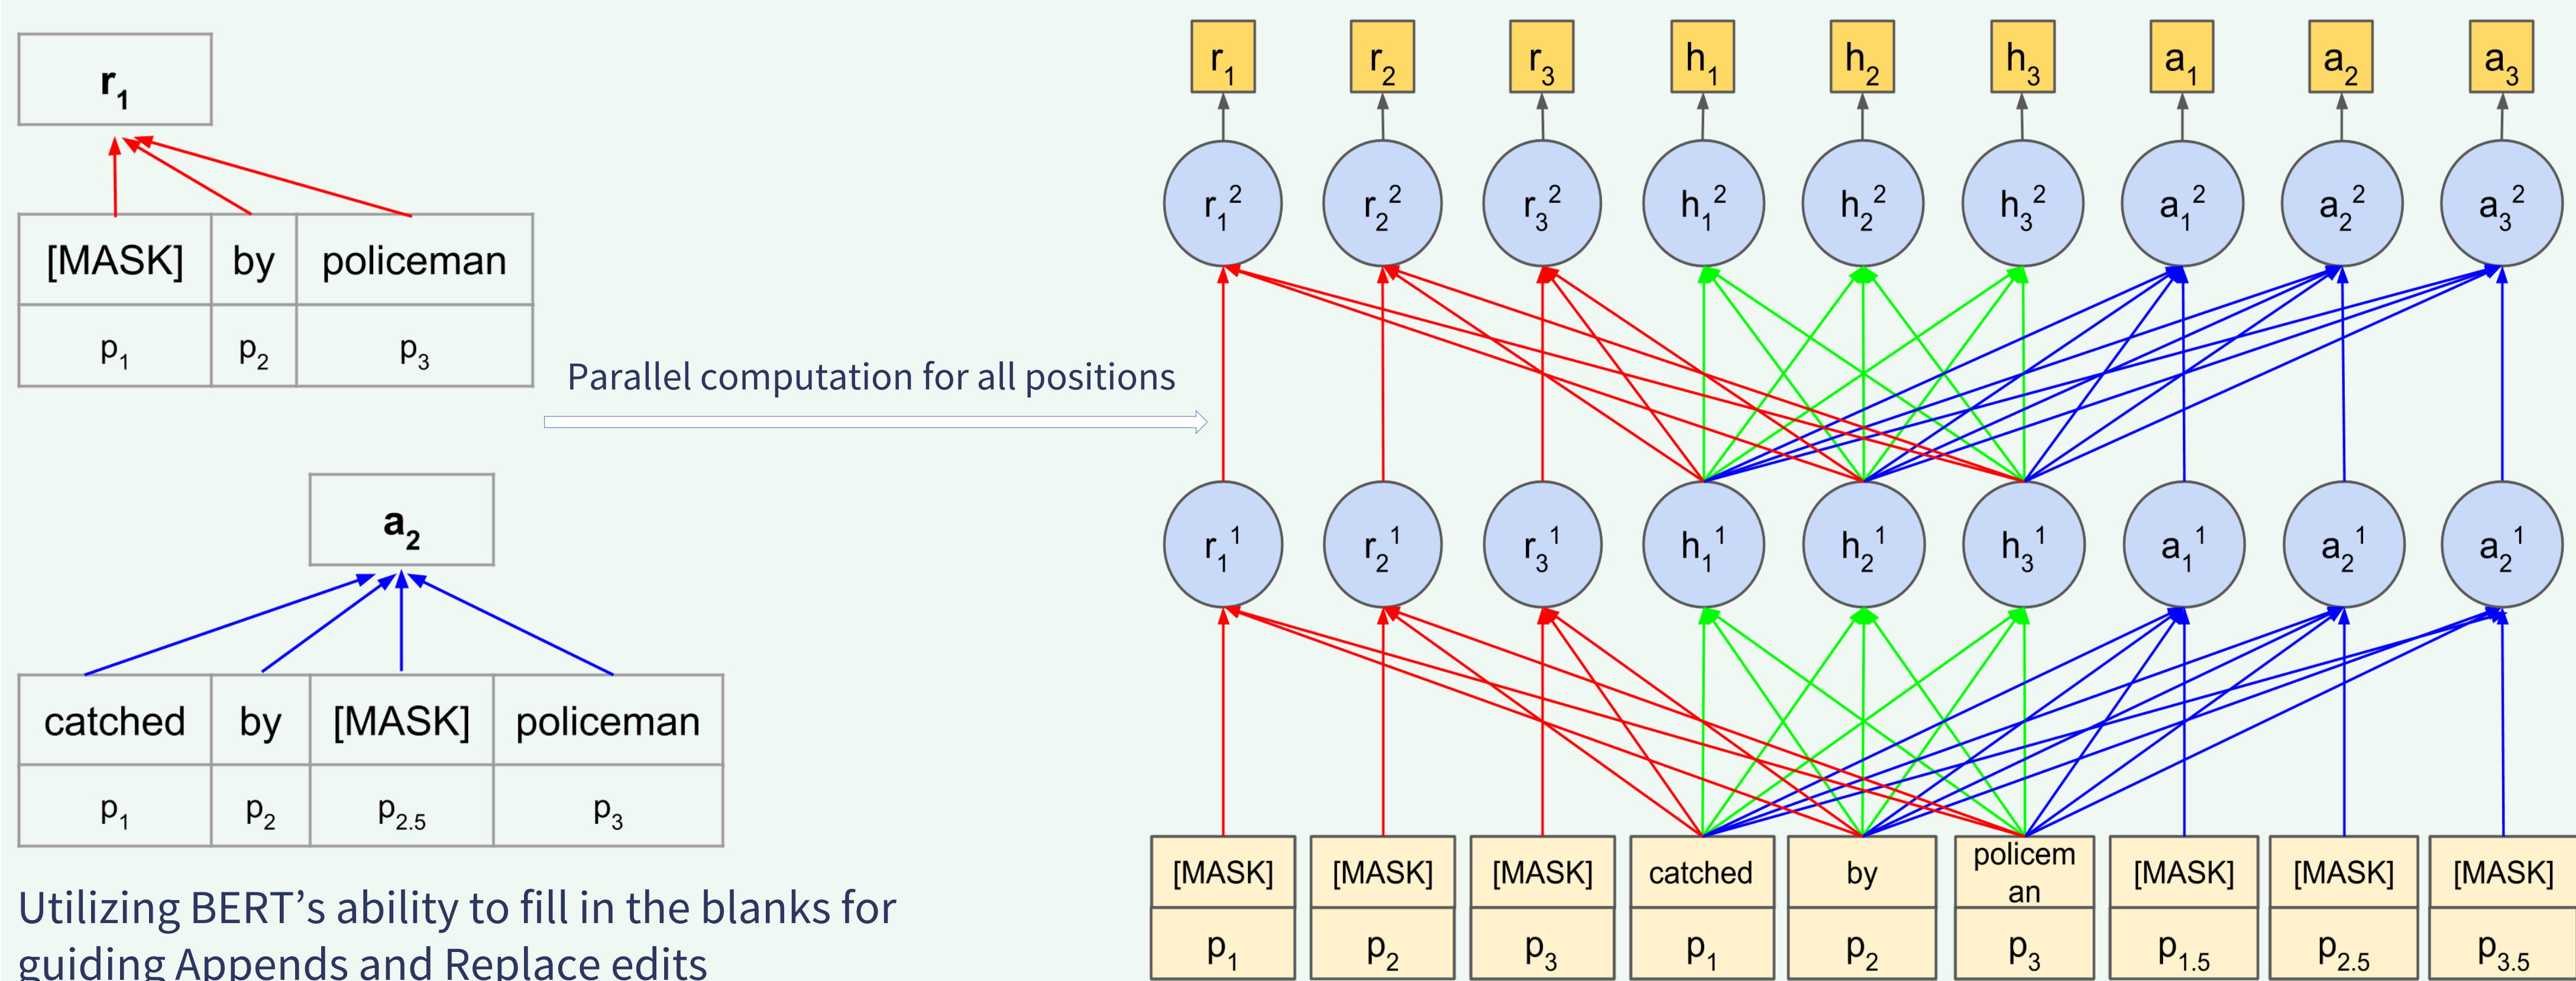 r1
[MASK] by policeman
p1 p2 p3
Parallel computation for all positions
a2
catched by [MASK] policeman
p1 p2 p2.5 p3
Utilizing BERT’s ability to fill in the blanks for
guiding Appends and Replace edits
r1 r2 r3 h1 h2 h3 a1 a2 a3
r1^2 r2^2 r3^2 h1^2 h2^2 h3^2 a1^2 a2^2 a3^2
r1^1 r2^1 r3^1 h1^1 h2^1 h3^1 a1^1 a2^1 a2^1
[MASK] [MASK] [MASK] catched by policem
an [MASK] [MASK] [MASK]
p1 p2 p3 p1 p2 p3 p1.5 p2.5 p3.5